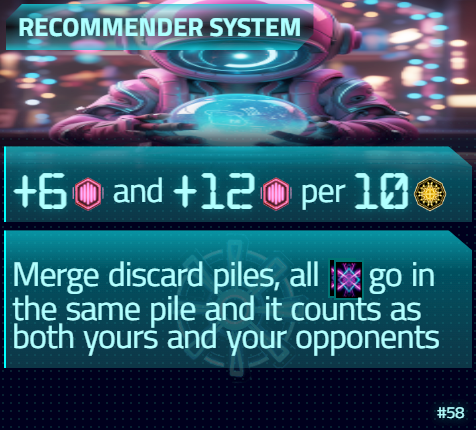 RECOMMENDER SYSTEM
+6 and +12 per 10
Merge discard piles, all go in
the same pile and it counts as
both yours and your opponents
#58